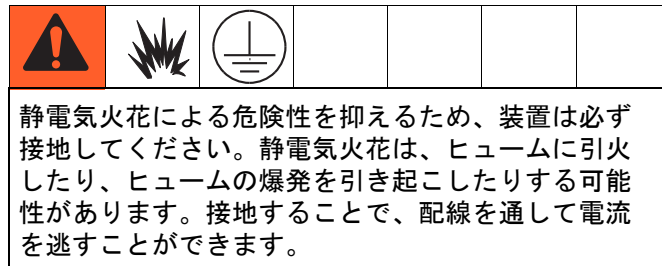 静電気火花による危険性を抑えるため、装置は必ず
接地してください。静電気火花は、ヒュームに引火
したり、ヒュームの爆発を引き起こしたりする可能
性があります。接地することで、配線を通して電流
を逃すことができます。